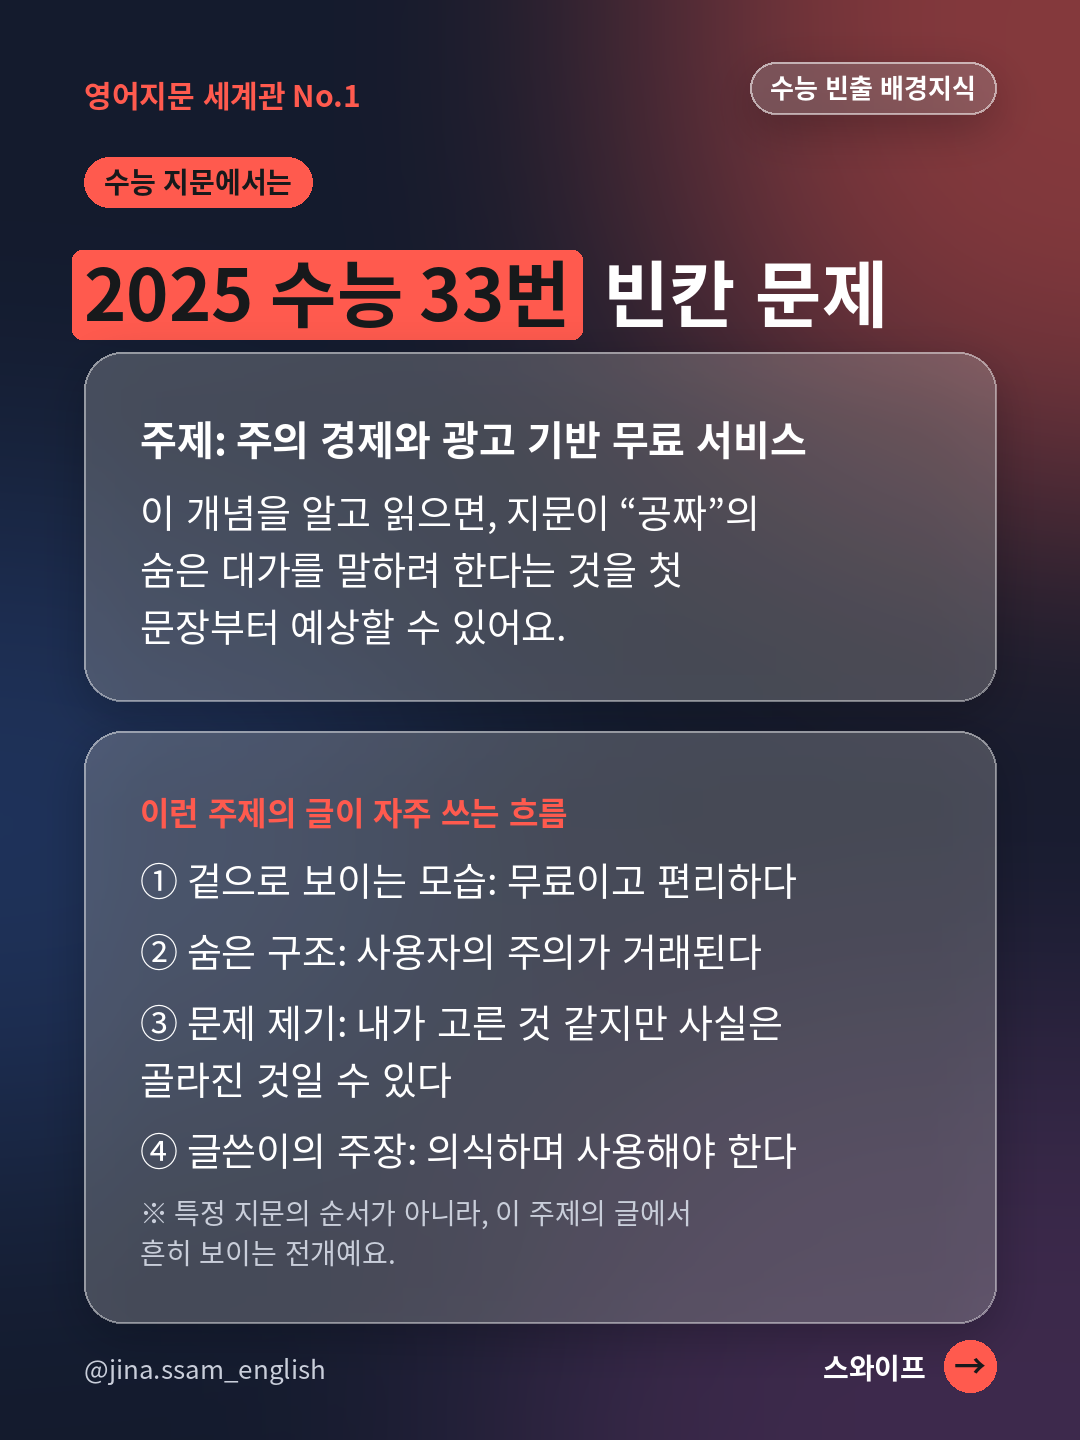 영어지문 세계관 No.1
수능 빈출 배경지식
수능 지문에서는
2025 수능 33번 빈칸 문제
주제: 주의 경제와 광고 기반 무료 서비스
이 개념을 알고 읽으면, 지문이 “공짜”의
숨은 대가를 말하려 한다는 것을 첫
문장부터 예상할 수 있어요.
이런 주제의 글이 자주 쓰는 흐름
① 겉으로 보이는 모습: 무료이고 편리하다
② 숨은 구조: 사용자의 주의가 거래된다
③ 문제 제기: 내가 고른 것 같지만 사실은
골라진 것일 수 있다
④ 글쓴이의 주장: 의식하며 사용해야 한다
※ 특정 지문의 순서가 아니라, 이 주제의 글에서
흔히 보이는 전개예요.
@jina.ssam_english
스와이프 →